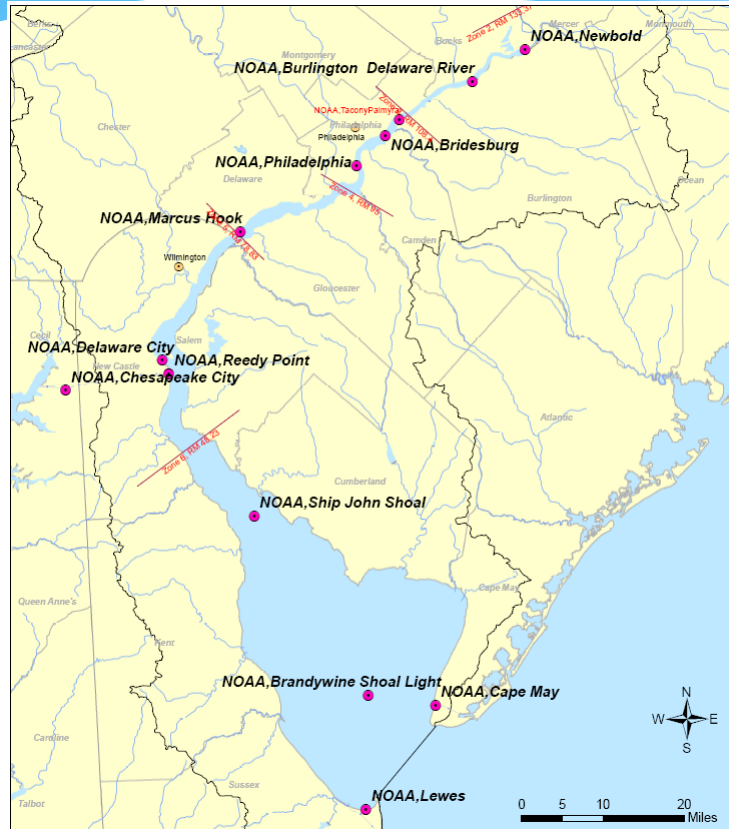 Berks
Zone 2, RM 133.37
Mercer
Monmouth
Lancaster
Bucks
NOAA,Newbold
Montgomery
NOAA,Burlington Delaware River
NOAA,TaconyPalmyra
Chester
Philadelphia
Philadelphia
NOAA,Bridesburg
NOAA,Philadelphia
Delaware
Ocean
Burlington
Zone 4, RM 95
NOAA,Marcus Hook
Camden
Wilmington
Gloucester
Cecil
Salem
NOAA,Delaware City
NOAA,Reedy Point
New Castle
NOAA,Chesapeake City
Atlantic
Zone 6, RM 48.23
Cumberland
NOAA,Ship John Shoal
Cape May
Queen Anne's
Kent
NOAA,Brandywine Shoal Light
NOAA,Cape May
N
W E
S
Caroline
Sussex
NOAA,Lewes
Talbot
0 5 10 20
Miles